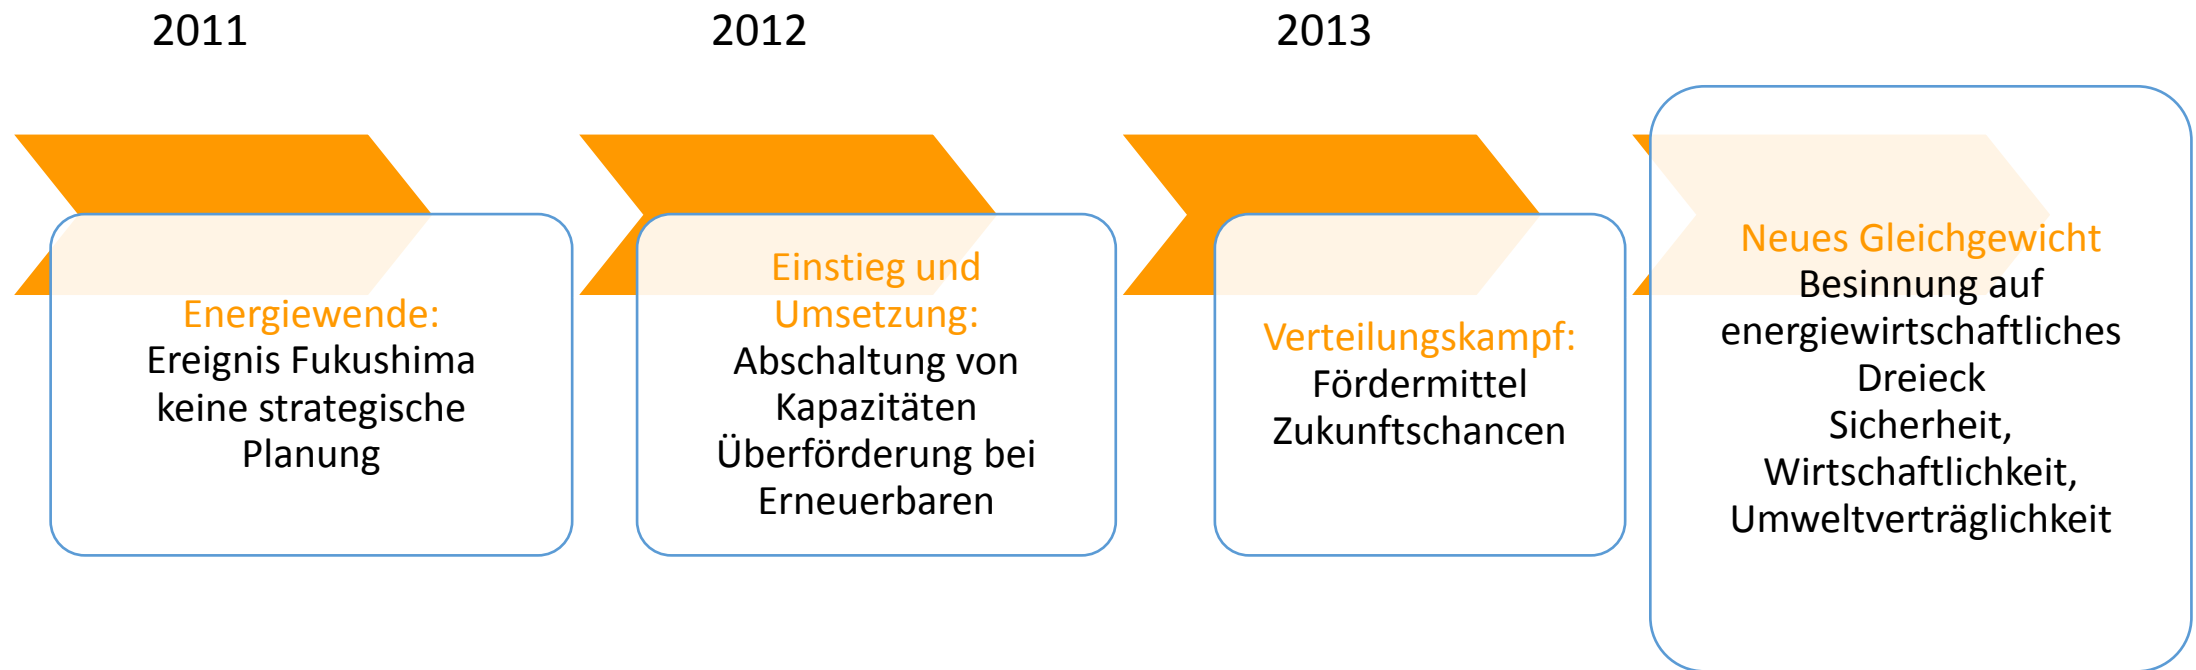 2011
2012
2013
Energiewende:
Ereignis Fukushima
keine strategische
Planung
Einstieg und
Umsetzung:
Abschaltung von
Kapazitäten
Überförderung bei
Erneuerbaren
Verteilungskampf:
Fördermittel
Zukunftschancen
Neues Gleichgewicht
Besinnung auf
energiewirtschaftliches
Dreieck
Sicherheit,
Wirtschaftlichkeit,
Umweltverträglichkeit